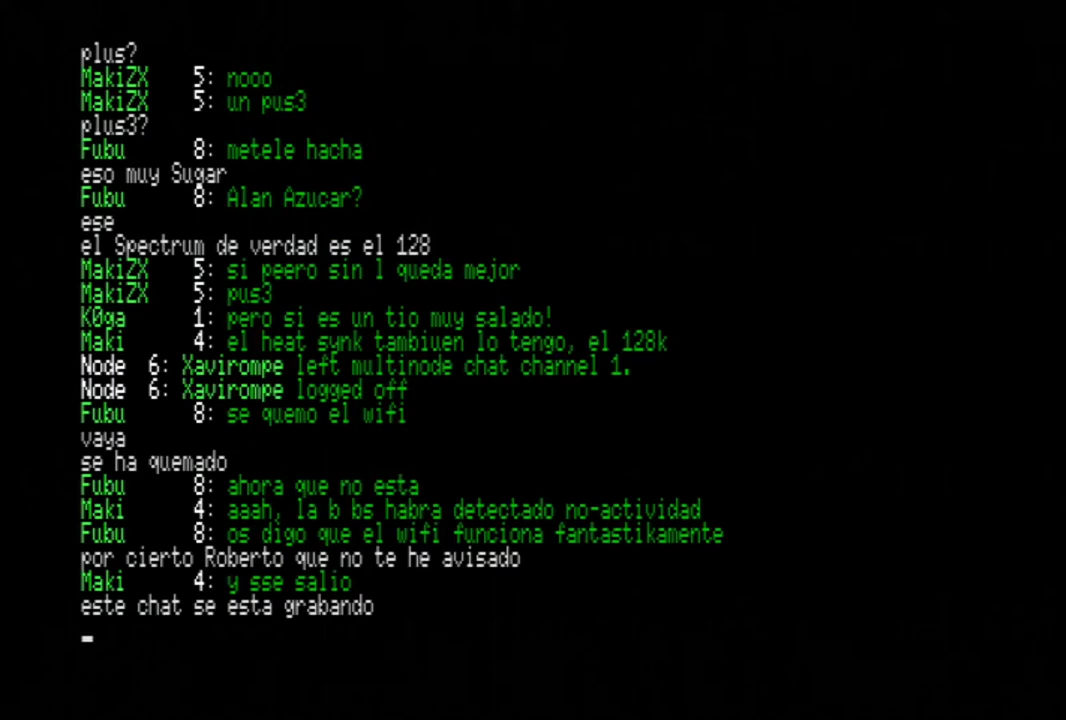 plus?
MakiZX 5: nooo
MakiZX 5: un pus3
plus3?
Fubu 8: metele hacha
eso muy Sugar
Fubu 8: Alan Azucar?
ese
el Spectrum de verdad es el 128
MakiZX 5: si peero sin l queda mejor
MakiZX 5: pus3
K0ga 1: pero si es un tio muy salado!
Maki 4: el heat synk tambiuen lo tengo, el 128k
Node 6: Xavirompe left multinode chat channel 1.
Node 6: Xavirompe logged off
Fubu 8: se quemo el wifi
vaya
se ha quemado
Fubu 8: ahora que no esta
Maki 4: aaah, la b bs habra detectado no-actividad
Fubu 8: os digo que el wifi funciona fantastikamente
por cierto Roberto que no te he avisado
Maki 4: y sse salio
este chat se esta grabando